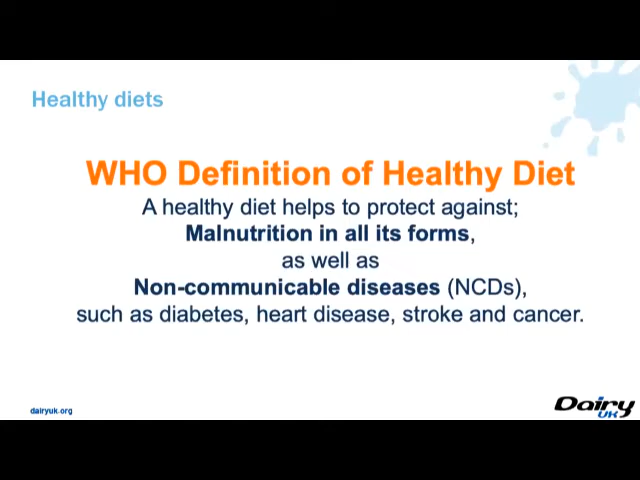 Healthy diets
WHO Definition of Healthy Diet
A healthy diet helps to protect against;
Malnutrition in all its forms,
as well as
Non-communicable diseases (NCDs),
such as diabetes, heart disease, stroke and cancer.
dairyuk.org
Dairy
UK